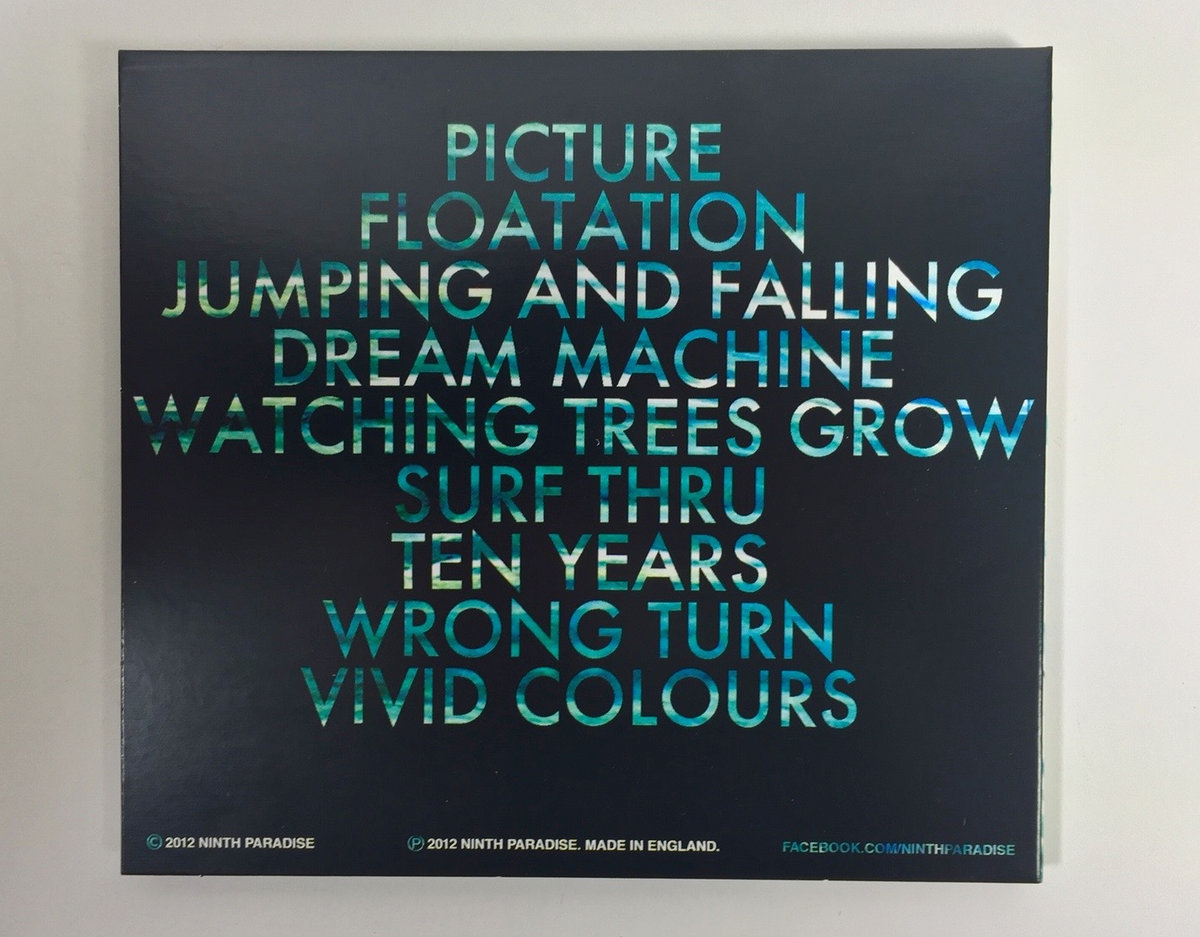 PICTURE
FLOATATION
JUMPING AND FALLING
DREAM MACHINE
WATCHING TREES GROW
SURF THRU
TEN YEARS
WRONG TURN
VIVID COLOURS
© 2012 NINTH PARADISE
℗ 2012 NINTH PARADISE. MADE IN ENGLAND.
FACEBOOK.COM/NINTHPARADISE